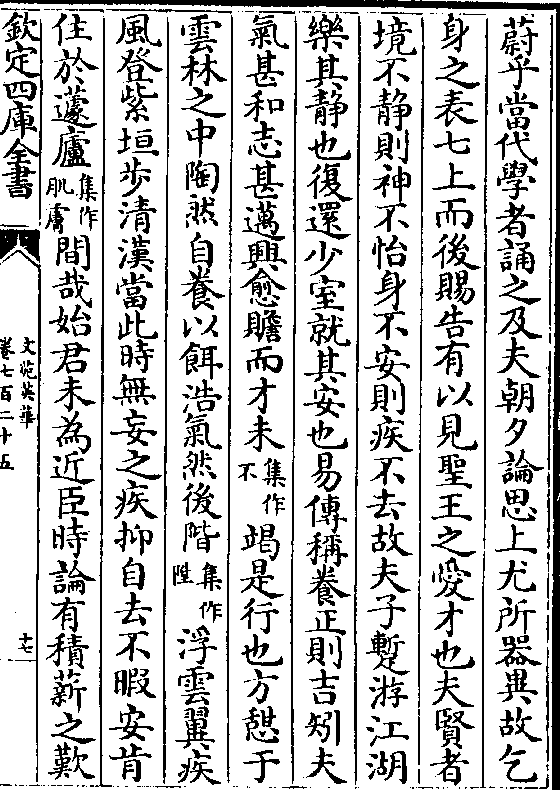 蔚乎當代學者誦之及夫朝夕論思上尤所器異故乞
身之表七上而後賜告有以見聖王之愛才也夫賢者
境不靜則神不怡身不安則疾不去故夫子蹔游江湖
樂其靜也復還少室就其安也易傳稱養正則吉矧夫
氣甚和志甚邁興愈贍而才未集作不竭是行也方憇于
雲林之中陶然自養以餌浩氣然後階集作陞浮雲翼疾
風登紫垣步清漢當此時無妄之疾抑自去不暇安肯
住於蘧廬集作肌膚間哉始君未為近臣時論有積薪之歎
欽定四庫全書
文苑英華
卷七百二十五
十七